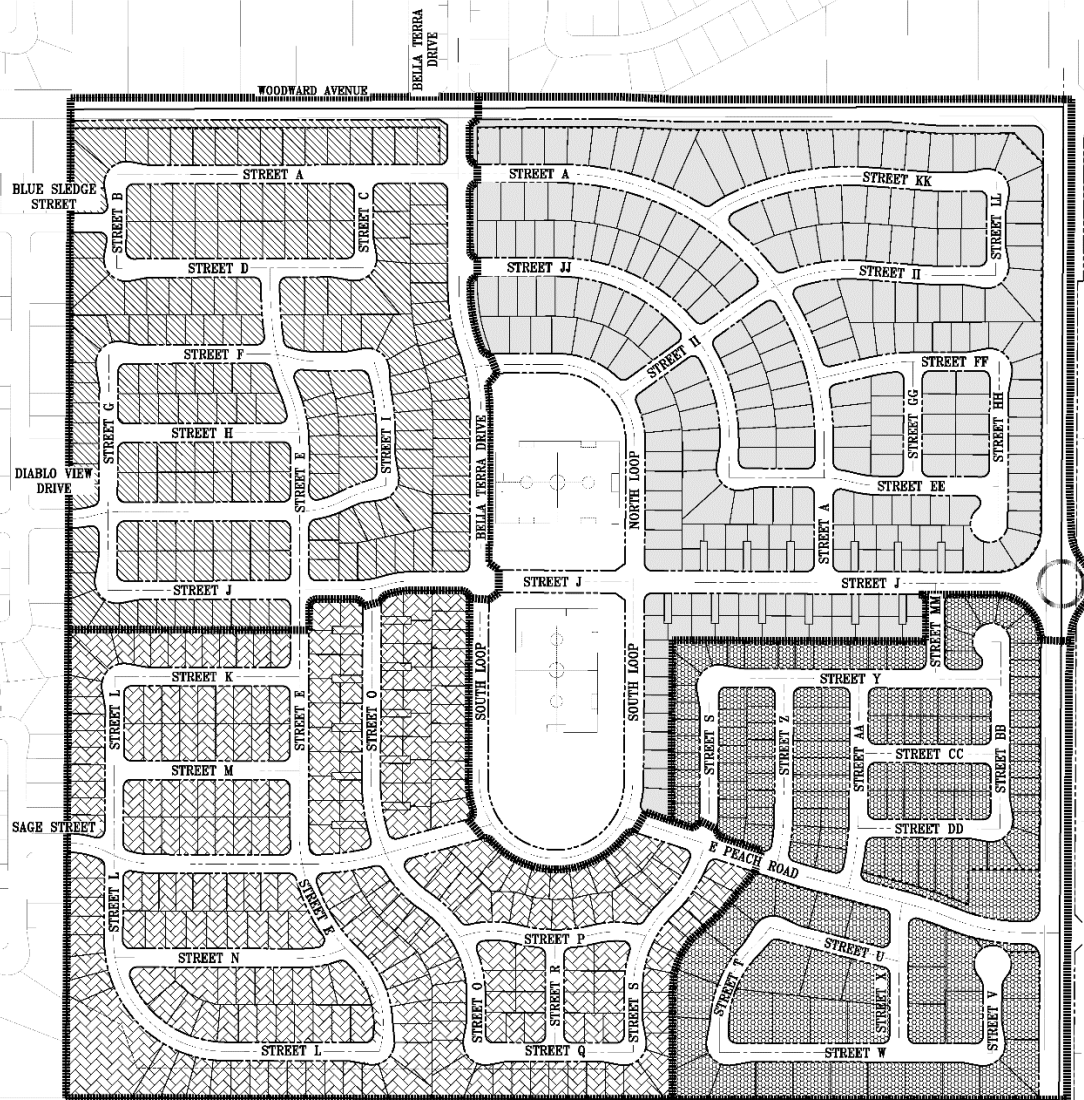 BELLA TERRA
DRIVE
WOODWARD AVENUE
STREET A
STREET A
STREET KK
BLUE SLEDGE
STREET
STREET B
STREET C
STREET LL
STREET D
STREET JJ
STREET II
STREET II
STREET F
STREET FF
STREET G
STREET I
STREET GG
STREET HH
STREET H
STREET E
BELLA TERRA DRIVE
NORTH LOOP
DIABLO VIEW
DRIVE
STREET EE
STREET A
STREET J
STREET J
STREET J
STREET MM
STREET K
STREET L
STREET E
STREET O
SOUTH LOOP
SOUTH LOOP
STREET Y
STREET S
STREET Z
STREET AA
STREET BB
STREET CC
STREET M
SAGE STREET
STREET DD
E PEACH ROAD
STREET L
STREET E
STREET P
STREET U
STREET N
STREET T
STREET O
STREET R
STREET S
STREET X
STREET V
STREET L
STREET Q
STREET W